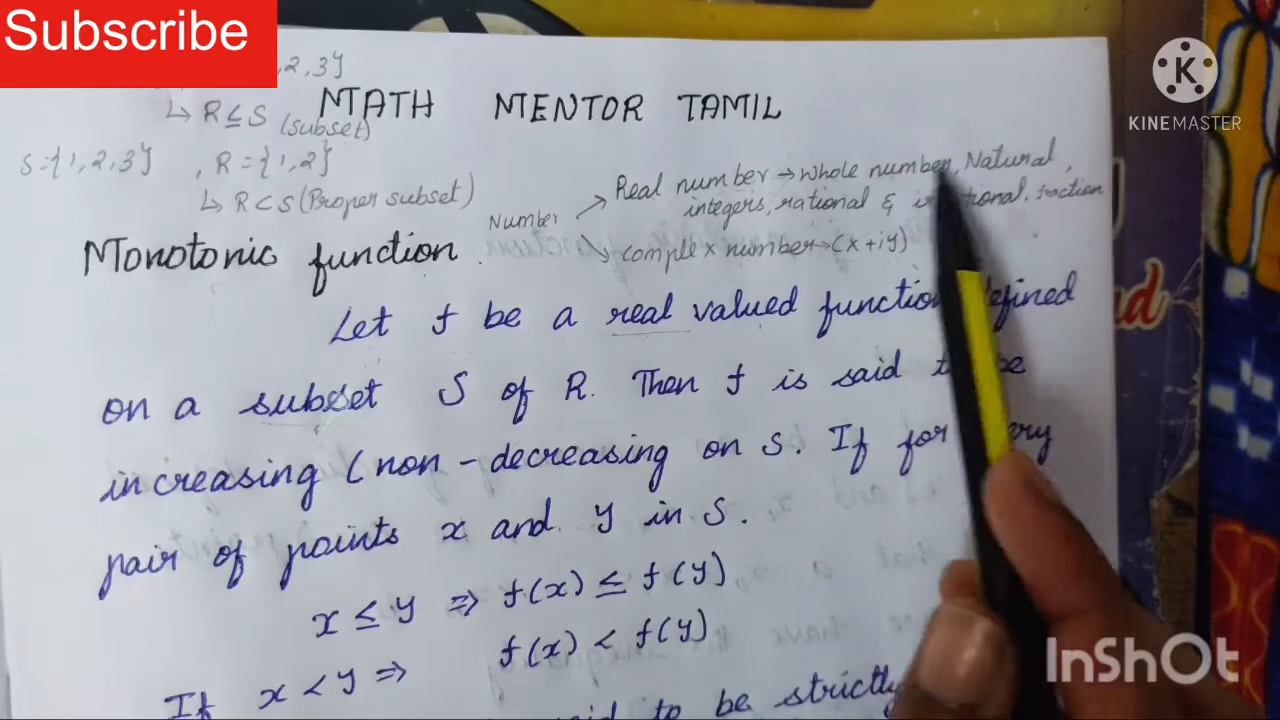 Subscribe
,2,3}
↳ R ⊆ S (subset)
MATH MENTOR TAMIL
KINEMASTER
S={1,2,3} , R={1,2}
↳ R⊂S (Proper subset)
Number
Real number → Whole number, Natural,
integers, rational & fraction
complex number → (x+iy)
Monotonic function.
Let f be a real valued function
on a subset S of R. Then f is said be
increasing (non-decreasing on S. If for
pair of points x and y in S.
x ≤ y ⇒ f(x) ≤ f(y)
If x < y ⇒ f(x) < f(y)
to be strictly
InShOt